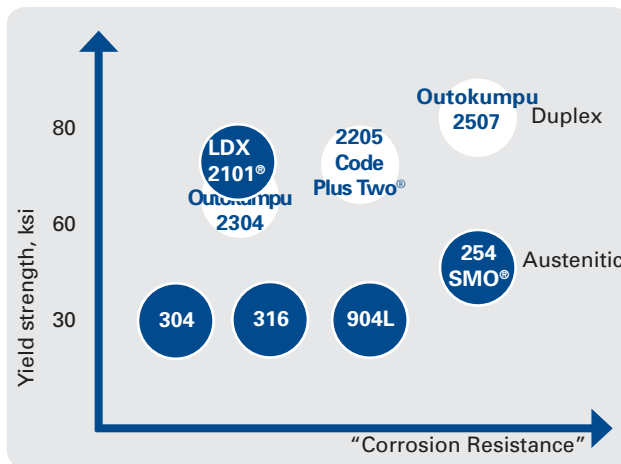 Yield strength, ksi
80
60
30
Outokumpu
2507
Duplex
LDX
2101®
2205
Code
Plus Two®
Outokumpu
2304
254
SMO®
Austenitic
304
316
904L
"Corrosion Resistance"